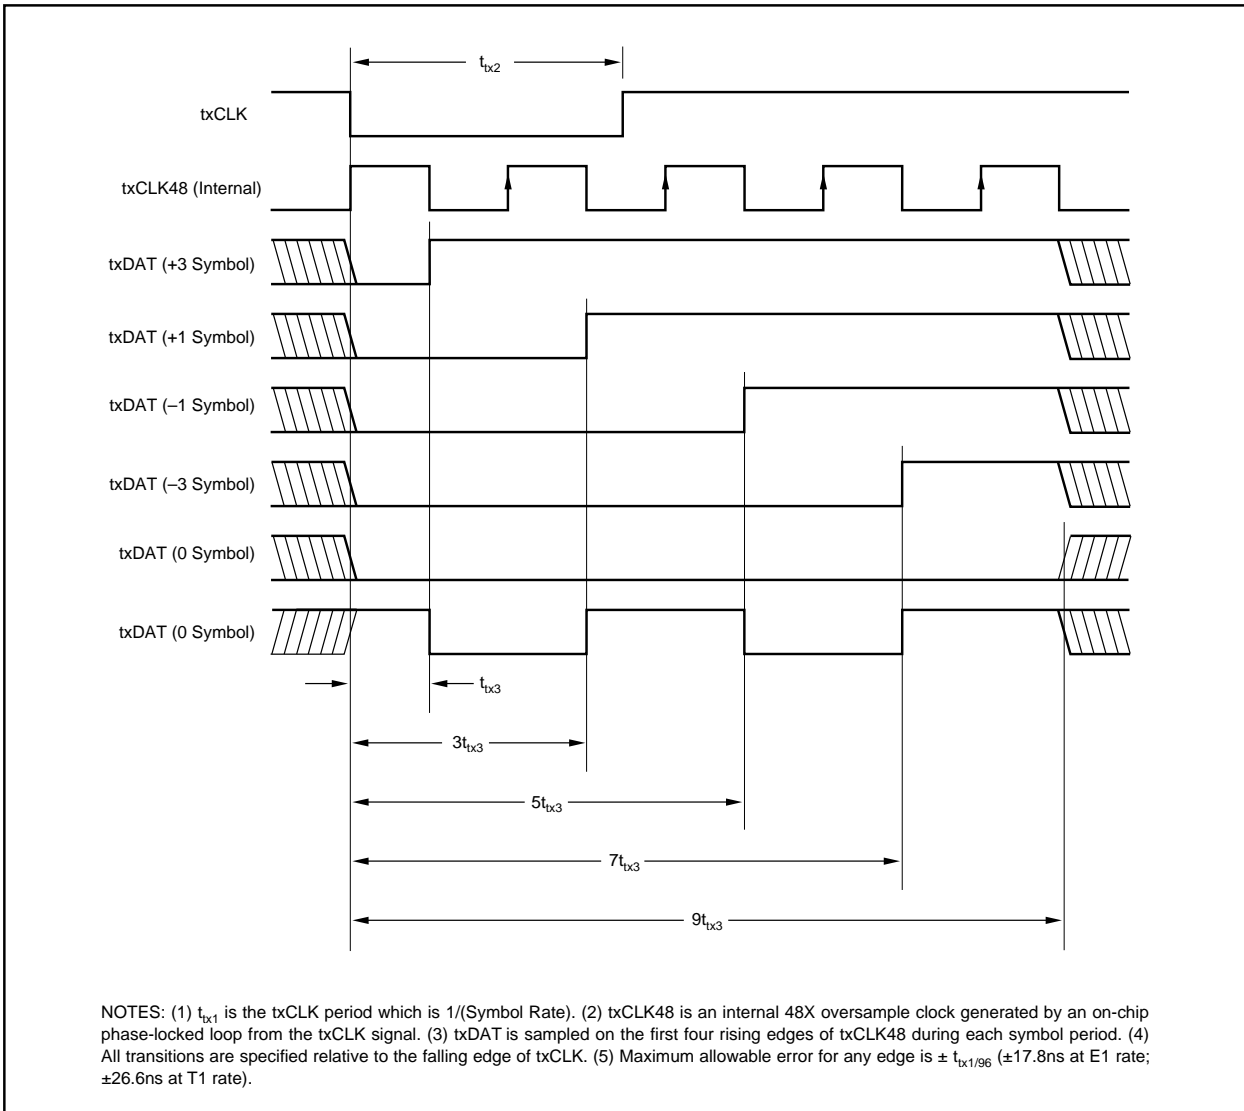 t_tx2
txCLK
txCLK48 (Internal)
txDAT (+3 Symbol)
txDAT (+1 Symbol)
txDAT (–1 Symbol)
txDAT (–3 Symbol)
txDAT (0 Symbol)
txDAT (0 Symbol)
t_tx3
3t_tx3
5t_tx3
7t_tx3
9t_tx3
NOTES: (1) t_tx1 is the txCLK period which is 1/(Symbol Rate). (2) txCLK48 is an internal 48X oversample clock generated by an on-chip
phase-locked loop from the txCLK signal. (3) txDAT is sampled on the first four rising edges of txCLK48 during each symbol period. (4)
All transitions are specified relative to the falling edge of txCLK. (5) Maximum allowable error for any edge is ± t_tx1/96 (±17.8ns at E1 rate;
±26.6ns at T1 rate).